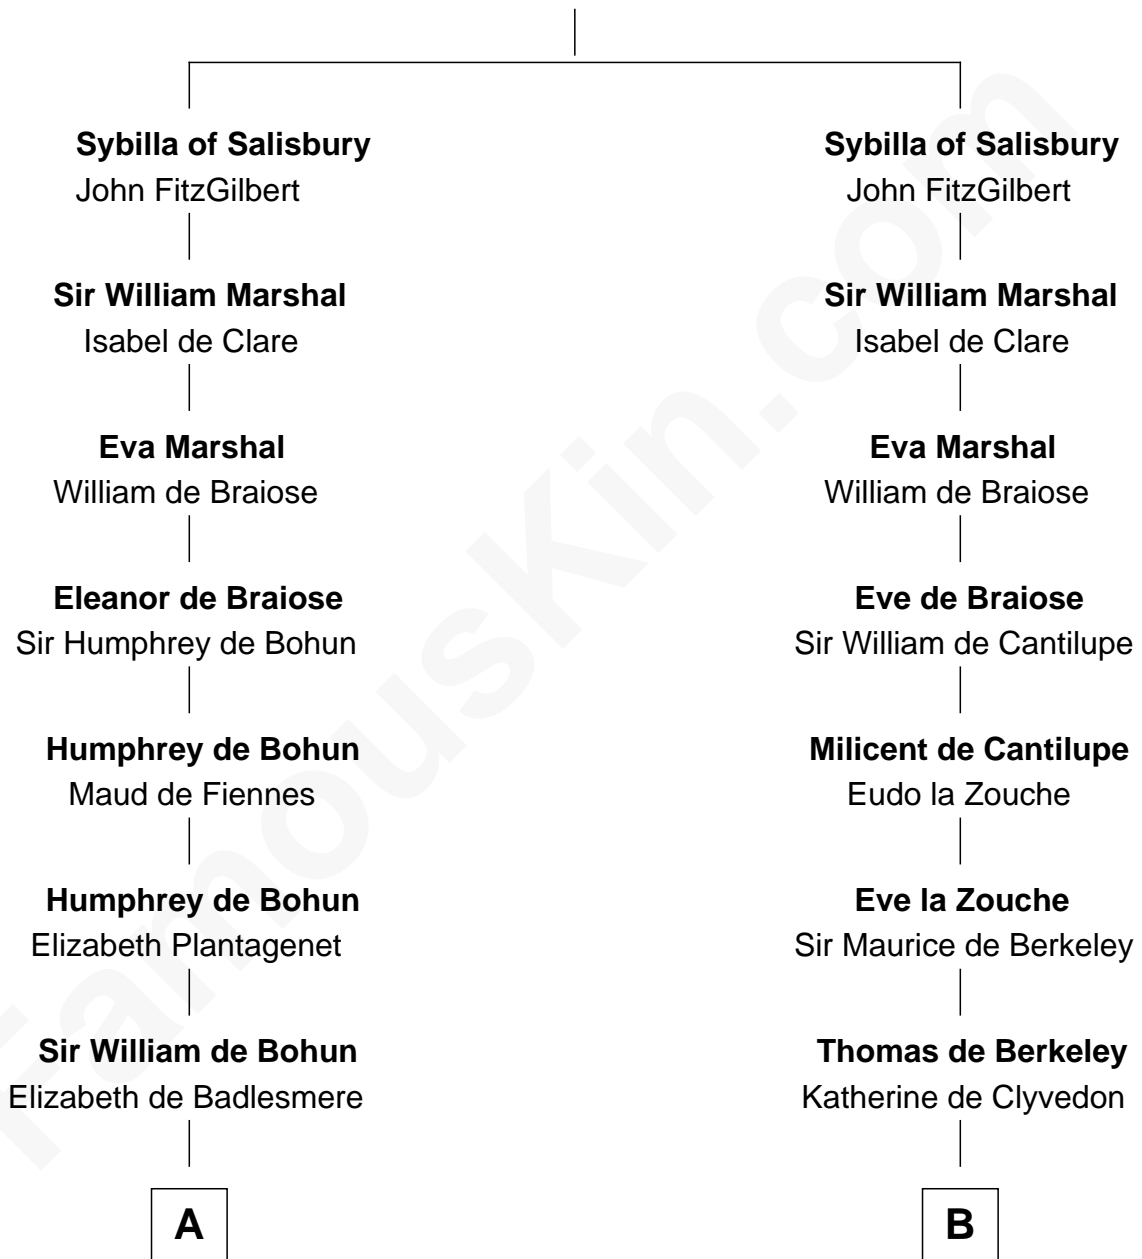 Sybilla of Salisbury
John FitzGilbert
Sir William Marshal
Isabel de Clare
Eva Marshal
William de Braiose
Eleanor de Braiose
Sir Humphrey de Bohun
Humphrey de Bohun
Maud de Fiennes
Humphrey de Bohun
Elizabeth Plantagenet
Sir William de Bohun
Elizabeth de Badlesmere
A
Sybilla of Salisbury
John FitzGilbert
Sir William Marshal
Isabel de Clare
Eva Marshal
William de Braiose
Eve de Braiose
Sir William de Cantilupe
Milicent de Cantilupe
Eudo la Zouche
Eve la Zouche
Sir Maurice de Berkeley
Thomas de Berkeley
Katherine de Clyvedon
B
FamousKin.com